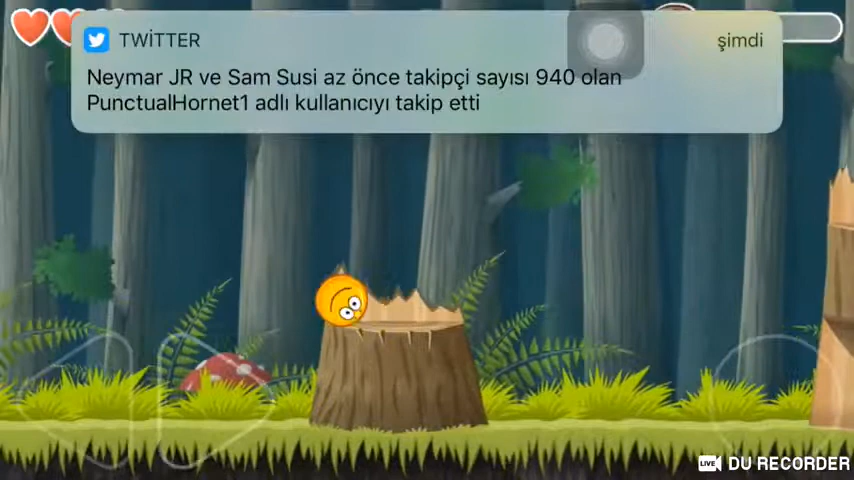 TWİTTER
şimdi
Neymar JR ve Sam Susi az önce takipçi sayısı 940 olan
PunctualHornet1 adlı kullanıcıyı takip etti
LIVE DU RECORDER